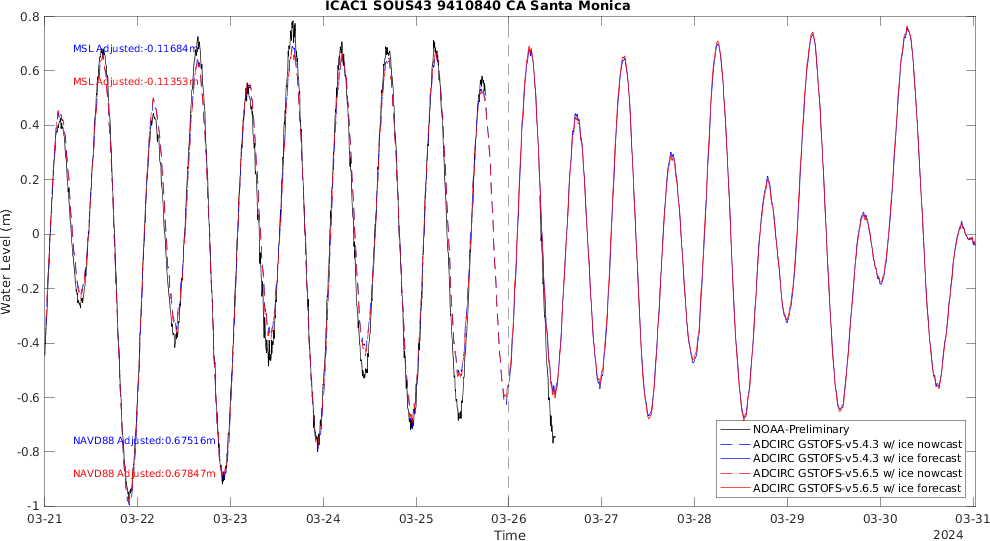 ICAC1 SOUS43 9410840 CA Santa Monica
0.8
0.6
0.4
0.2
0
-0.2
-0.4
-0.6
-0.8
-1
Water Level (m)
MSL Adjusted:-0.11684m
MSL Adjusted:-0.11353m
NAVD88 Adjusted:0.67516m
NAVD88 Adjusted:0.67847m
NOAA-Preliminary
ADCIRC GSTOFS-v5.4.3 w/ ice nowcast
ADCIRC GSTOFS-v5.4.3 w/ ice forecast
ADCIRC GSTOFS-v5.6.5 w/ ice nowcast
ADCIRC GSTOFS-v5.6.5 w/ ice forecast
03-21 03-22 03-23 03-24 03-25 03-26 03-27 03-28 03-29 03-30 03-31
Time
2024